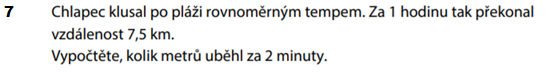 7 Chlapec klusal po pláži rovnoměrným tempem. Za 1 hodinu tak překonal
vzdálenost 7,5 km.
Vypočtěte, kolik metrů uběhl za 2 minuty.